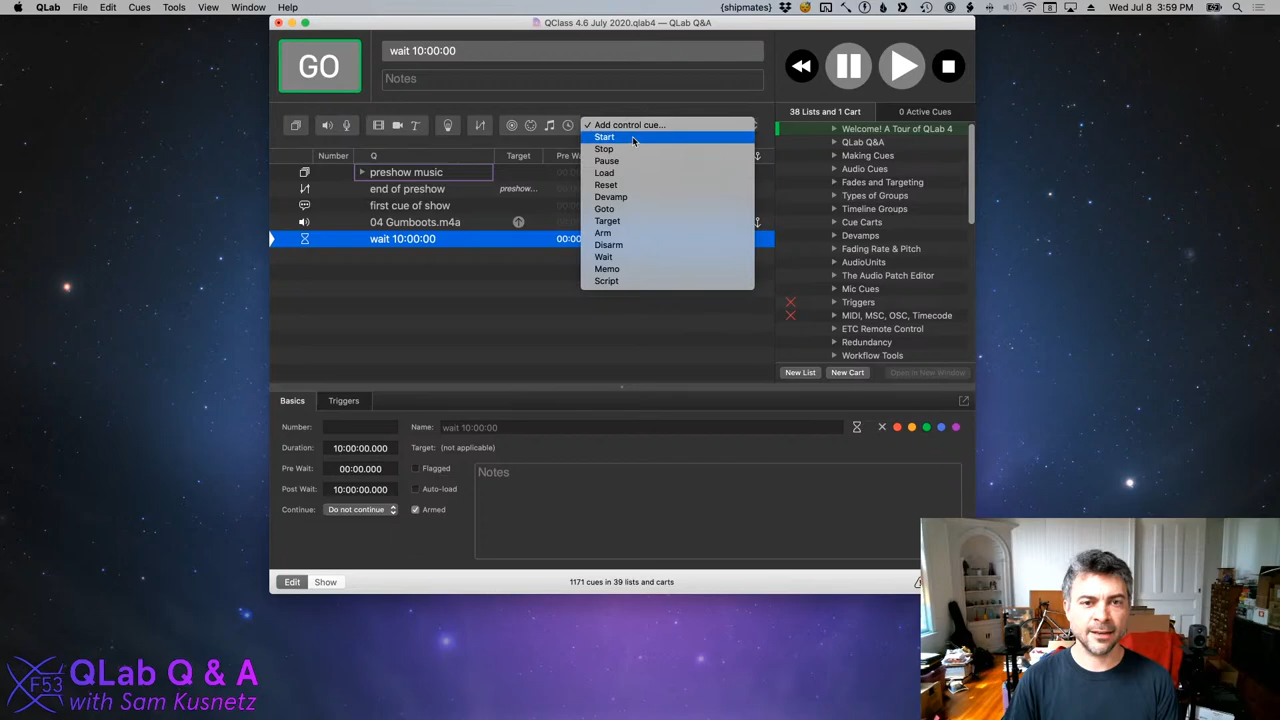 QLab File Edit Cues Tools View Window Help
{shipmates} Wed Jul 8 3:59 PM
QClass 4.6 July 2020.qlab4 — QLab Q&A
GO
wait 10:00:00
Notes
38 Lists and 1 Cart 0 Active Cues
✓ Add control cue...
Start
Stop
Pause
Load
Reset
Devamp
Goto
Target
Arm
Disarm
Wait
Memo
Script
Number Q Target Pre Wa
preshow music
end of preshow preshow...
first cue of show
04 Gumboots.m4a
wait 10:00:00
Welcome! A Tour of QLab 4
QLab Q&A
Making Cues
Audio Cues
Fades and Targeting
Types of Groups
Timeline Groups
Cue Carts
Devamps
Fading Rate & Pitch
AudioUnits
The Audio Patch Editor
Mic Cues
Triggers
MIDI, MSC, OSC, Timecode
ETC Remote Control
Redundancy
Workflow Tools
New List New Cart Open in New Window
Basics Triggers
Number: Name: wait 10:00:00
Duration: 10:00:00.000 Target: (not applicable)
Pre Wait: 00:00.000 Flagged
Post Wait: 10:00:00.000 Auto-load
Continue: Do not continue Armed
Notes
Edit Show 1171 cues in 39 lists and carts
F53
QLab Q & A
with Sam Kusnetz